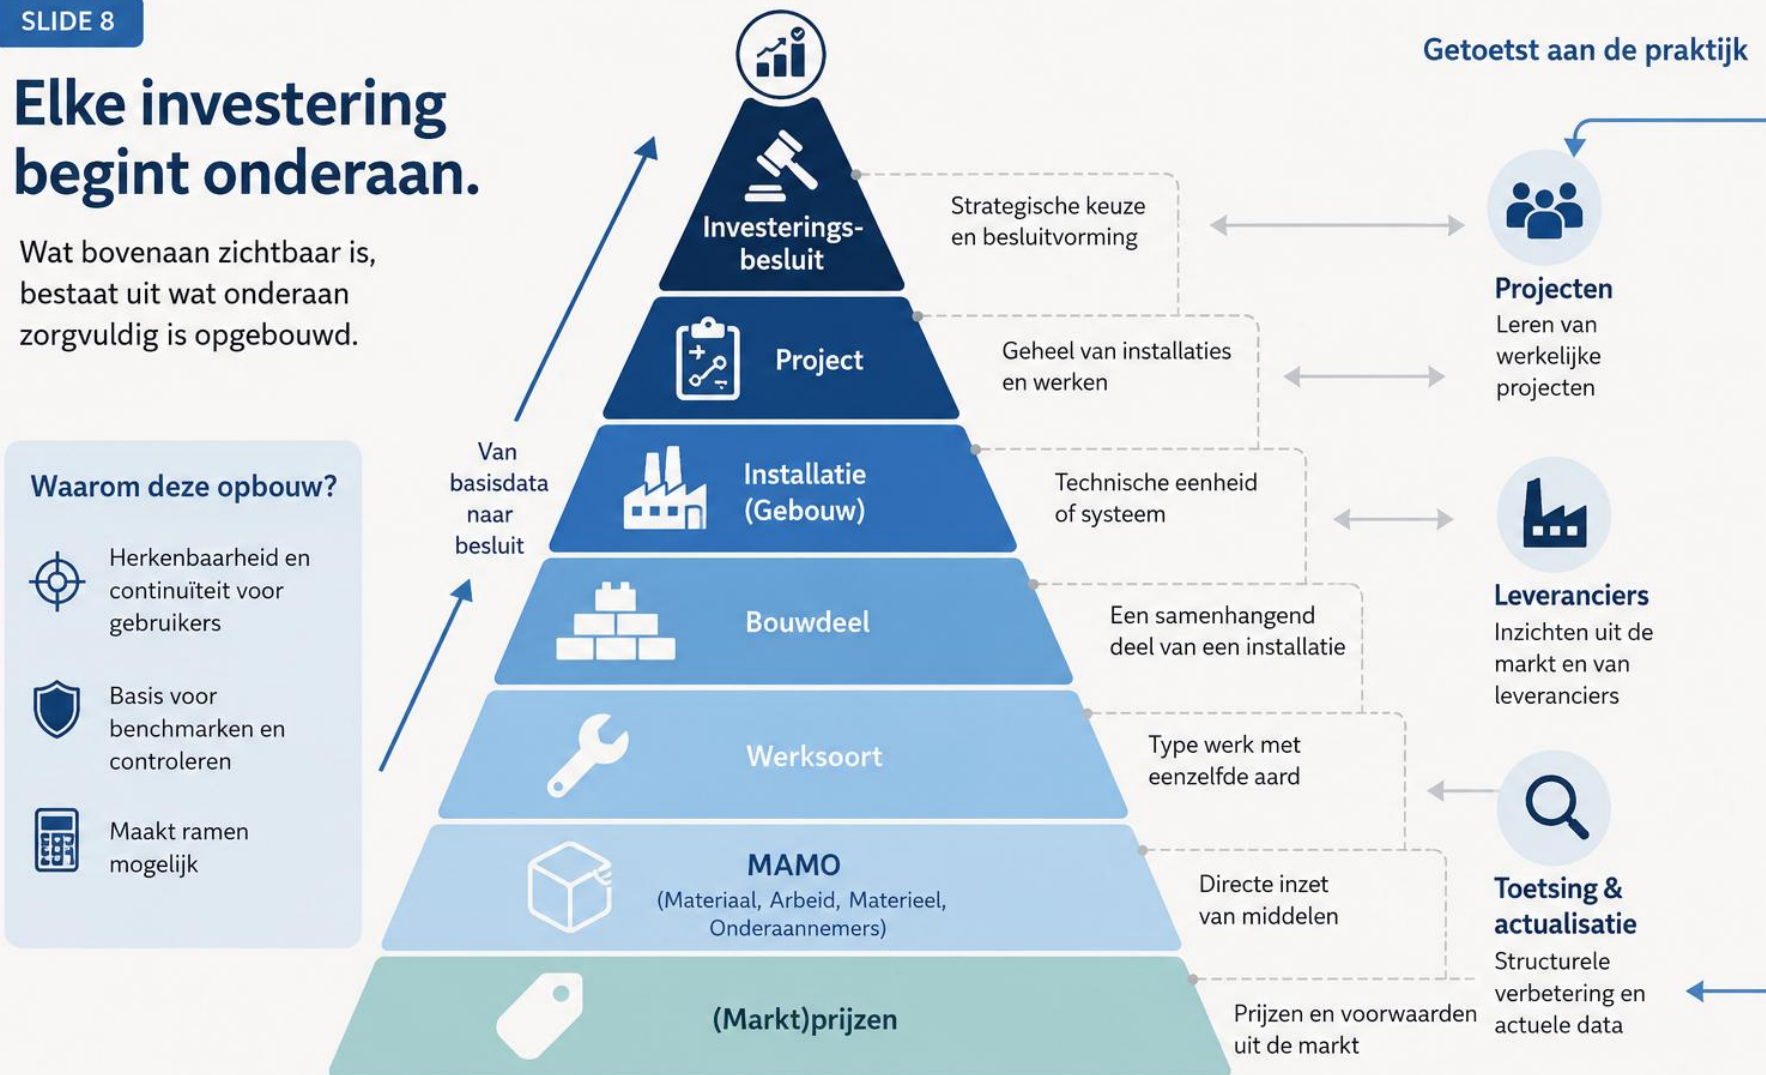 SLIDE 8
Elke investering
begint onderaan.
Wat bovenaan zichtbaar is,
bestaat uit wat onderaan
zorgvuldig is opgebouwd.
Waarom deze opbouw?
Herkenbaarheid en
continuïteit voor
gebruikers
Basis voor
benchmarken en
controleren
Maakt ramen
mogelijk
Van
basisdata
naar
besluit
Investerings-
besluit
Project
Installatie
(Gebouw)
Bouwdeel
Werksoort
MAMO
(Materiaal, Arbeid, Materieel,
Onderaannemers)
(Markt)prijzen
Strategische keuze
en besluitvorming
Geheel van installaties
en werken
Technische eenheid
of systeem
Een samenhangend
deel van een installatie
Type werk met
eenzelfde aard
Directe inzet
van middelen
Prijzen en voorwaarden
uit de markt
Getoetst aan de praktijk
Projecten
Leren van
werkelijke
projecten
Leveranciers
Inzichten uit de
markt en van
leveranciers
Toetsing &
actualisatie
Structurele
verbetering en
actuele data